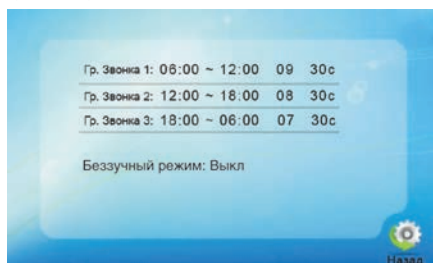 Гр. Звонка 1: 06:00 ~ 12:00 09 30с
Гр. Звонка 2: 12:00 ~ 18:00 08 30с
Гр. Звонка 3: 18:00 ~ 06:00 07 30с
Беззучный режим: Выкл
Назад